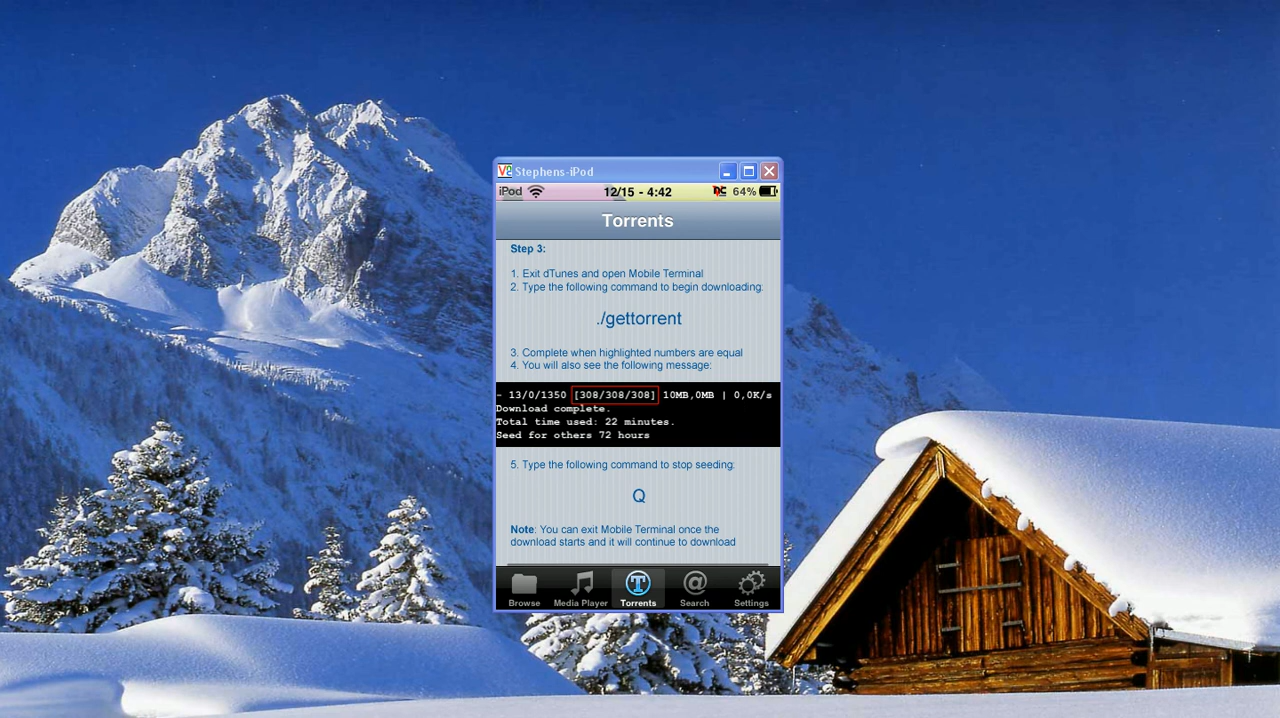 Stephens-iPod
iPod 12/15 - 4:42 64%
Torrents
Step 3:
1. Exit dTunes and open Mobile Terminal
2. Type the following command to begin downloading:
./gettorrent
3. Complete when highlighted numbers are equal
4. You will also see the following message:
- 13/0/1350 [308/308/308] 10MB,0MB | 0,0K/s
Download complete.
Total time used: 22 minutes.
Seed for others 72 hours
5. Type the following command to stop seeding:
Q
Note: You can exit Mobile Terminal once the
download starts and it will continue to download
Browse Media Player Torrents Search Settings